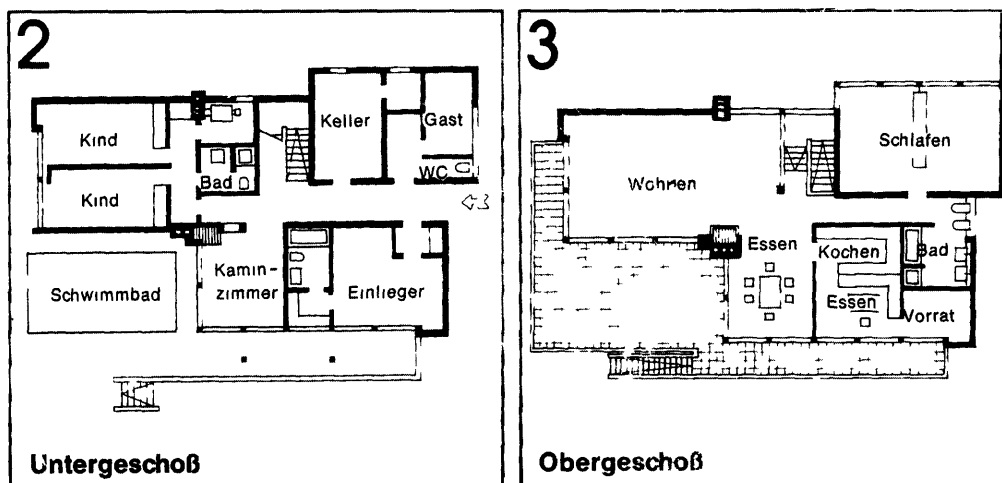 2
Kind
Keller
Gast
Bad
WC
Kind
Kamin-
zimmer
Schwimmbad
Einlieger
Untergeschoß
3
Schlafen
Wohnen
Essen
Kochen
Bad
Essen
Vorrat
Obergeschoß